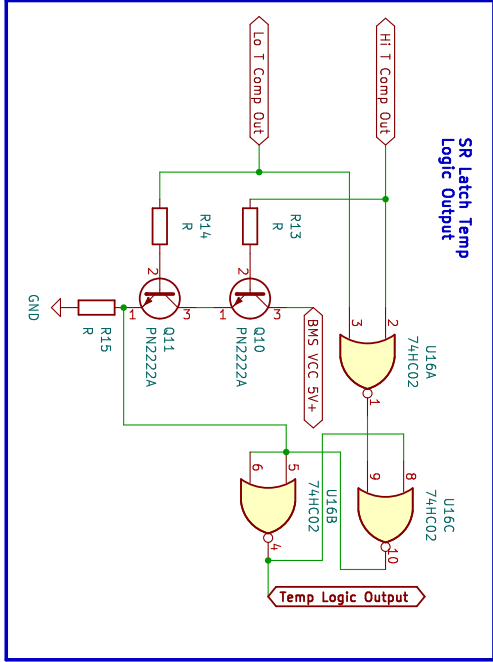 SR Latch Temp
Logic Output
Hi T Comp Out
Lo T Comp Out
R13
R
R14
R
2
2
3
1
3
1
Q10
PN2222A
Q11
PN2222A
R15
R
GND
BMS VCC 5V+
2
3
1
U16A
74HC02
8
9
10
U16C
74HC02
5
6
4
U16B
74HC02
Temp Logic Output